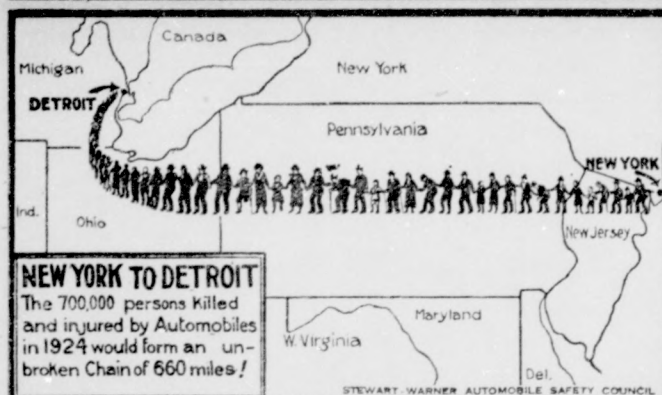 Canada
Michigan
New York
DETROIT
Pennsylvania
NEW YORK
Ind.
Ohio
New Jersey
NEW YORK TO DETROIT
The 700,000 persons killed
and injured by Automobiles
in 1924 would form an un-
broken Chain of 660 miles!
W. Virginia
Maryland
Del.
STEWART-WARNER AUTOMOBILE SAFETY COUNCIL